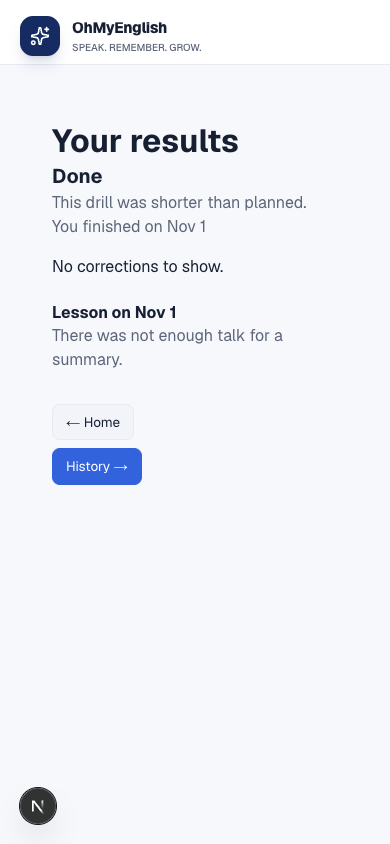 OhMyEnglish
SPEAK. REMEMBER. GROW.
Your results
Done
This drill was shorter than planned.
You finished on Nov 1
No corrections to show.
Lesson on Nov 1
There was not enough talk for a
summary.
← Home
History →
N